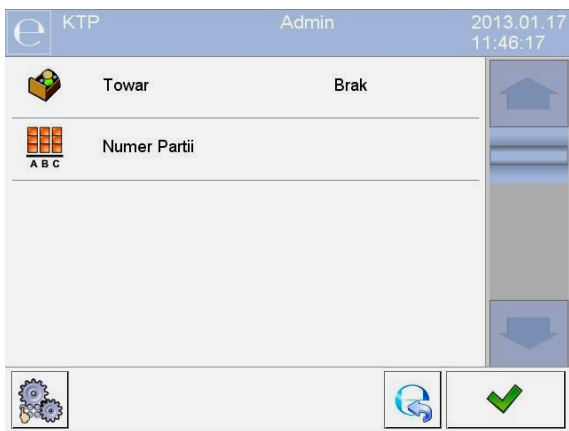 e KTP Admin 2013.01.17
11:46:17
Towar Brak
Numer Partii
A B C